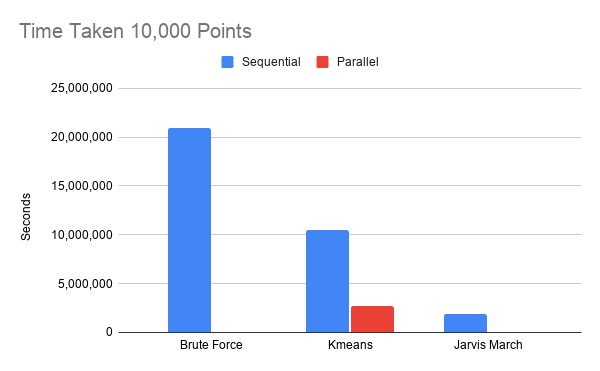 Time Taken 10,000 Points
Sequential
Parallel
25,000,000
20,000,000
15,000,000
10,000,000
5,000,000
0
Seconds
Brute Force
Kmeans
Jarvis March